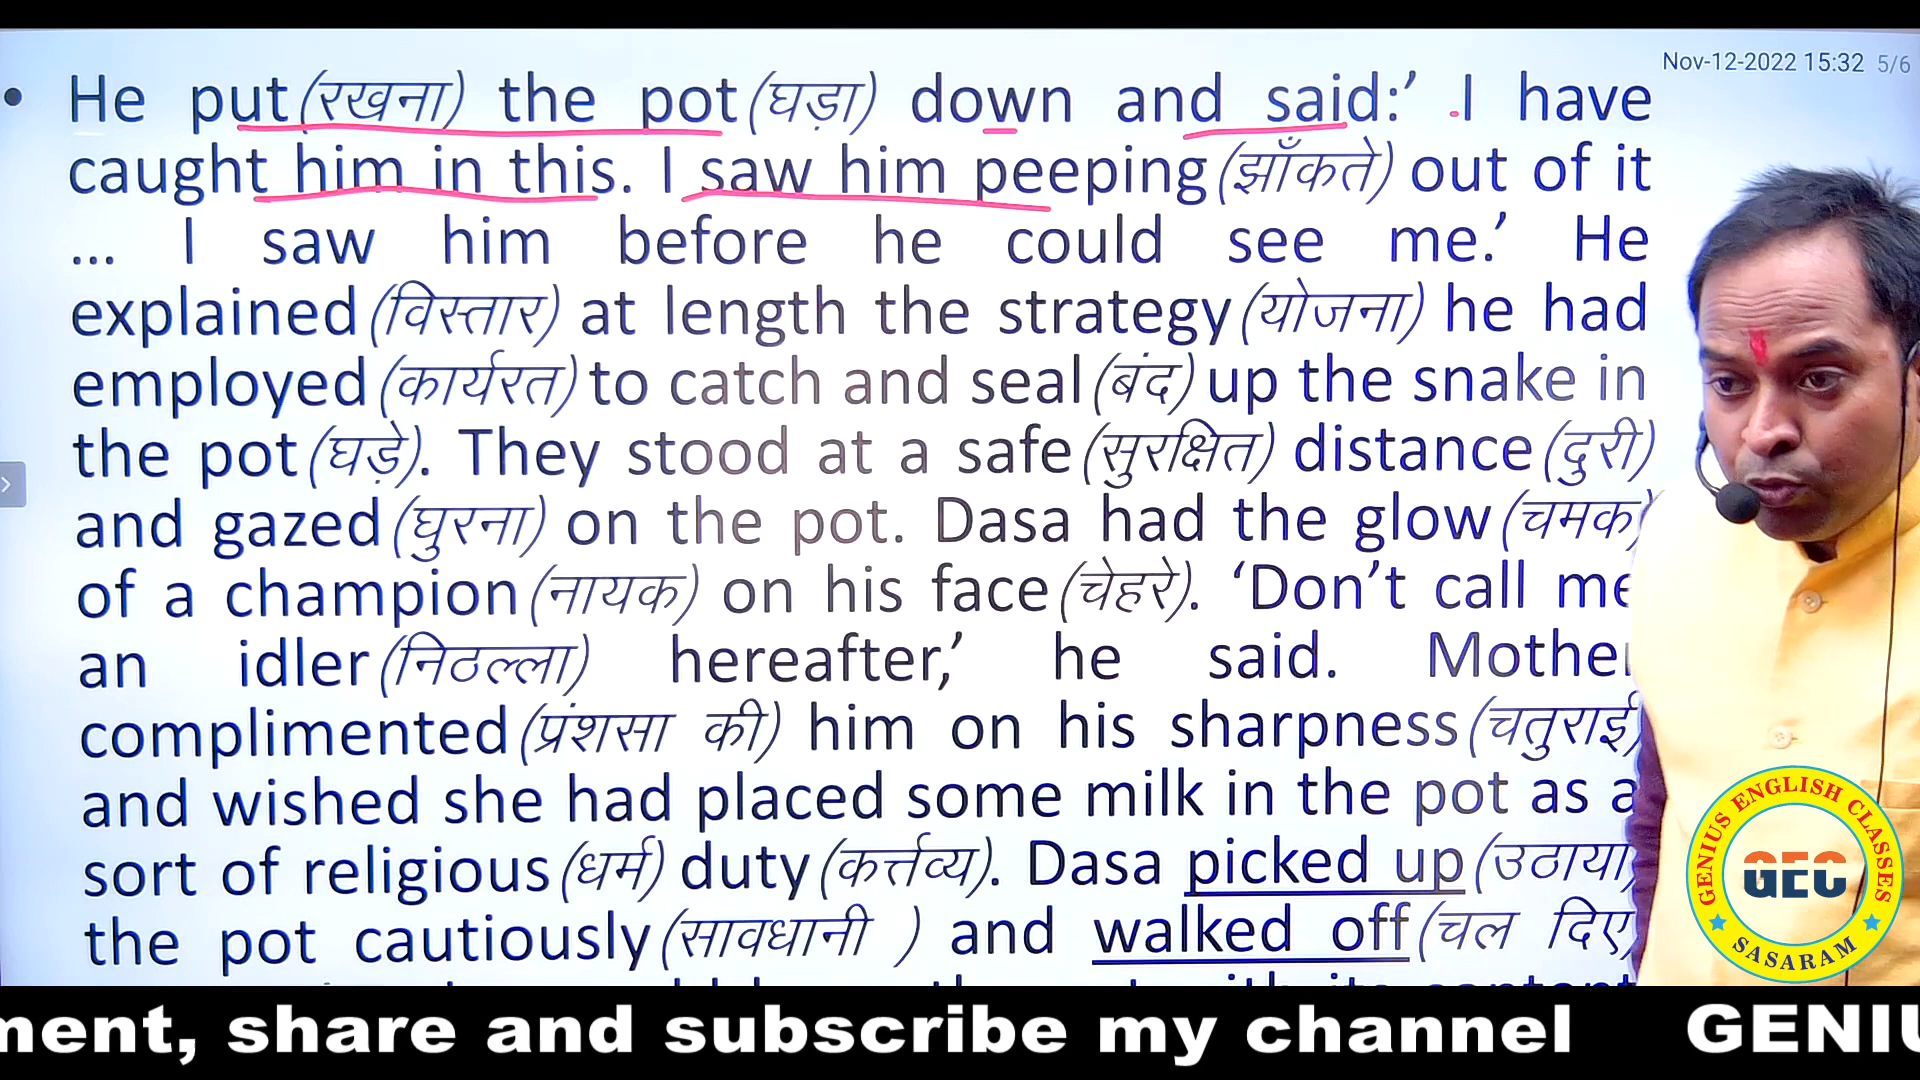 Nov-12-2022 15:32 5/6
• He put(रखना) the pot(घड़ा) down and said:’ I have
caught him in this. I saw him peeping(झाँकते) out of it
... I saw him before he could see me.’ He
explained(विस्तार) at length the strategy(योजना) he had
employed(कार्यरत) to catch and seal(बंद) up the snake in
the pot(घड़े). They stood at a safe(सुरक्षित) distance(दुरी)
and gazed(घुरना) on the pot. Dasa had the glow(चमक)
of a champion(नायक) on his face(चेहरे). ‘Don’t call me
an idler(निठल्ला) hereafter,’ he said. Mother
complimented(प्रंशसा की) him on his sharpness(चतुराई)
and wished she had placed some milk in the pot as a
sort of religious(धर्म) duty(कर्त्तव्य). Dasa picked up(उठाया)
the pot cautiously(सावधानी ) and walked off(चल दिए
GENIUS ENGLISH CLASSES
GEC
SASARAM
ment, share and subscribe my channel GENIU